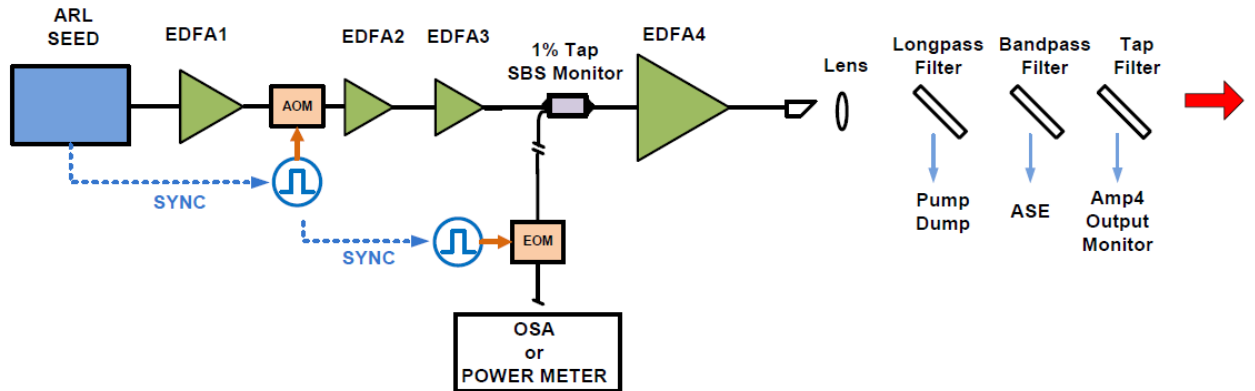 ARL
SEED
EDFA1
EDFA2
EDFA3
1% Tap
SBS Monitor
EDFA4
Lens
Longpass
Filter
Bandpass
Filter
Tap
Filter
AOM
SYNC
SYNC
EOM
Pump
Dump
ASE
Amp4
Output
Monitor
OSA
or
POWER METER